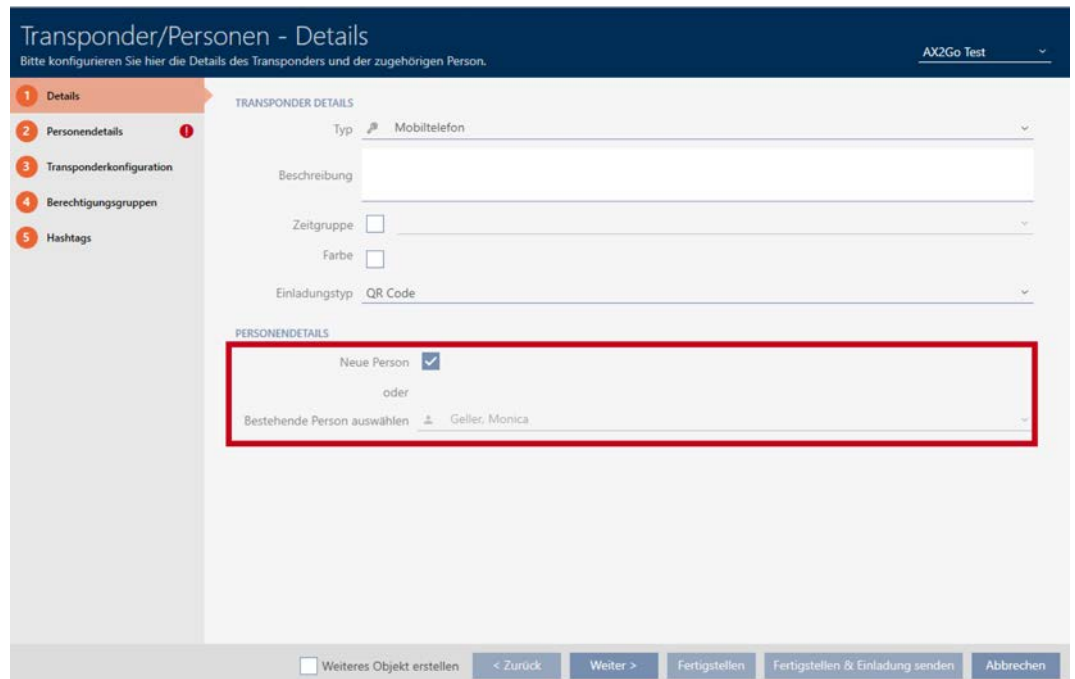 Transponder/Personen - Details
Bitte konfigurieren Sie hier die Details des Transponders und der zugehörigen Person.
AX2Go Test
1 Details
2 Personendetails !
3 Transponderkonfiguration
4 Berechtigungsgruppen
5 Hashtags
TRANSPONDER DETAILS
Typ Mobiltelefon
Beschreibung
Zeitgruppe
Farbe
Einladungstyp QR Code
PERSONENDETAILS
Neue Person
oder
Bestehende Person auswählen Geller, Monica
Weiteres Objekt erstellen < Zurück Weiter > Fertigstellen Fertigstellen & Einladung senden Abbrechen